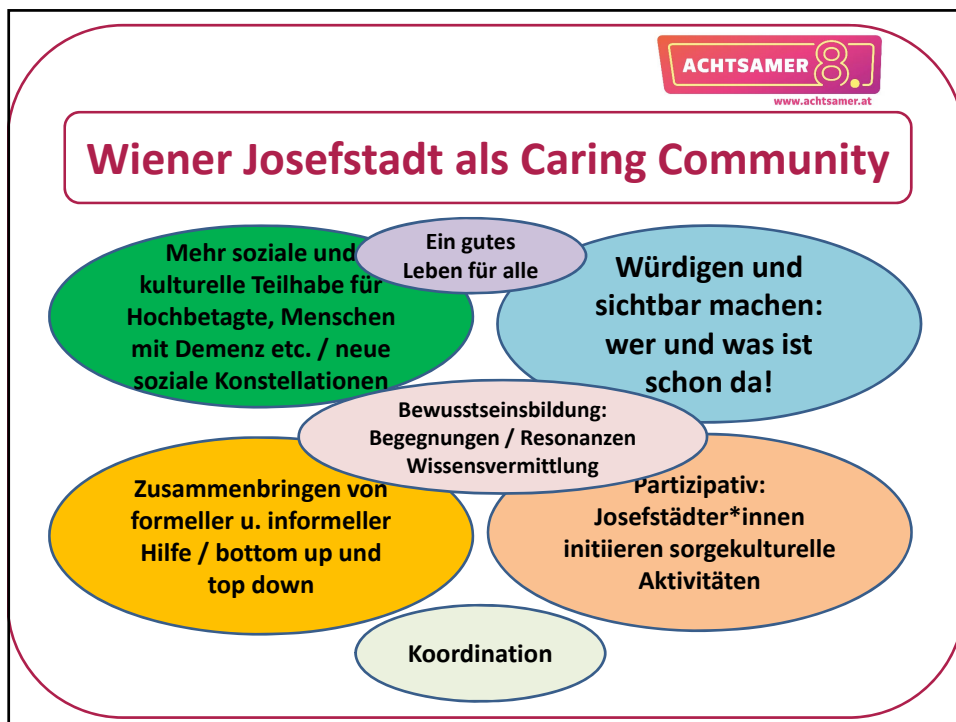 ACHTSAMER 8.
www.achtsamer.at
Wiener Josefstadt als Caring Community
Mehr soziale und
kulturelle Teilhabe für
Hochbetagte, Menschen
mit Demenz etc. / neue
soziale Konstellationen
Ein gutes
Leben für alle
Würdigen und
sichtbar machen:
wer und was ist
schon da!
Bewusstseinsbildung:
Begegnungen / Resonanzen
Wissensvermittlung
Zusammenbringen von
formeller u. informeller
Hilfe / bottom up und
top down
Partizipativ:
Josefstädter*innen
initiieren sorgekulturelle
Aktivitäten
Koordination